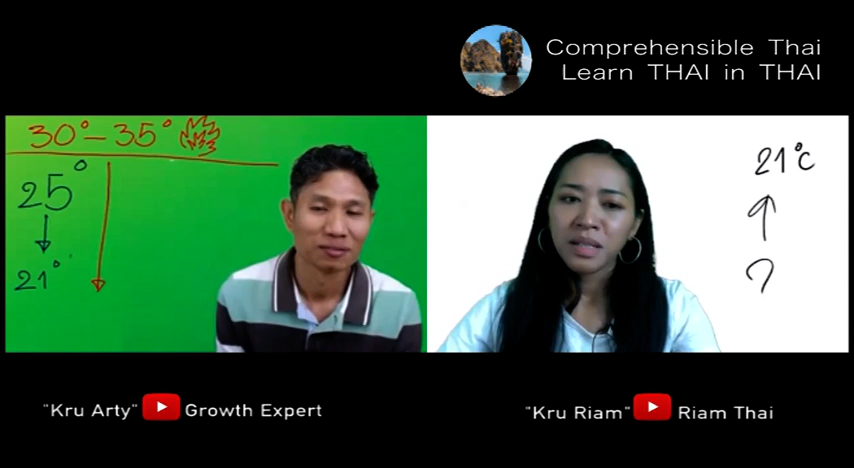 Comprehensible Thai
Learn THAI in THAI
30° – 35°
25°
21°
21°c
?
"Kru Arty" Growth Expert
"Kru Riam" Riam Thai